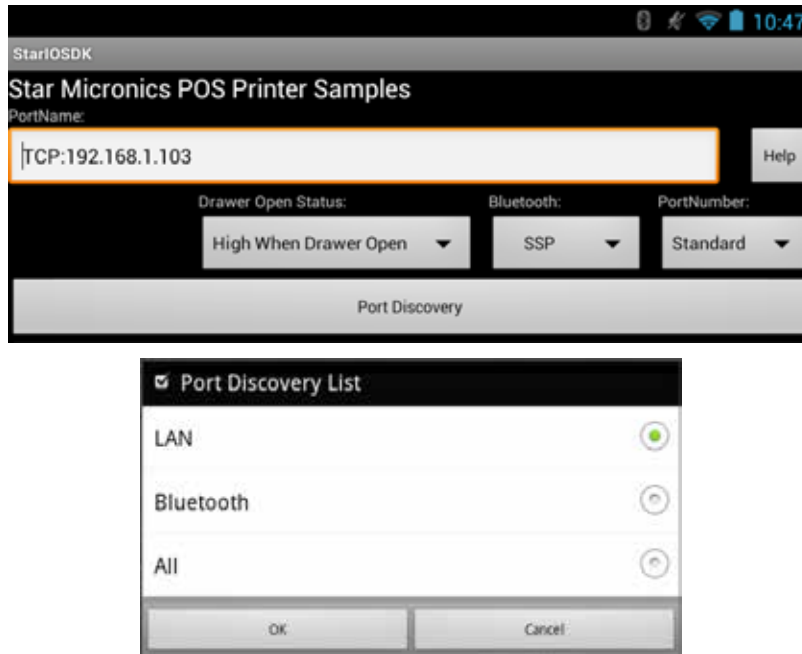 10:47
StarIOSDK
Star Micronics POS Printer Samples
PortName:
TCP:192.168.1.103
Help
Drawer Open Status: Bluetooth: PortNumber:
High When Drawer Open SSP Standard
Port Discovery
Port Discovery List
LAN
Bluetooth
All
OK Cancel